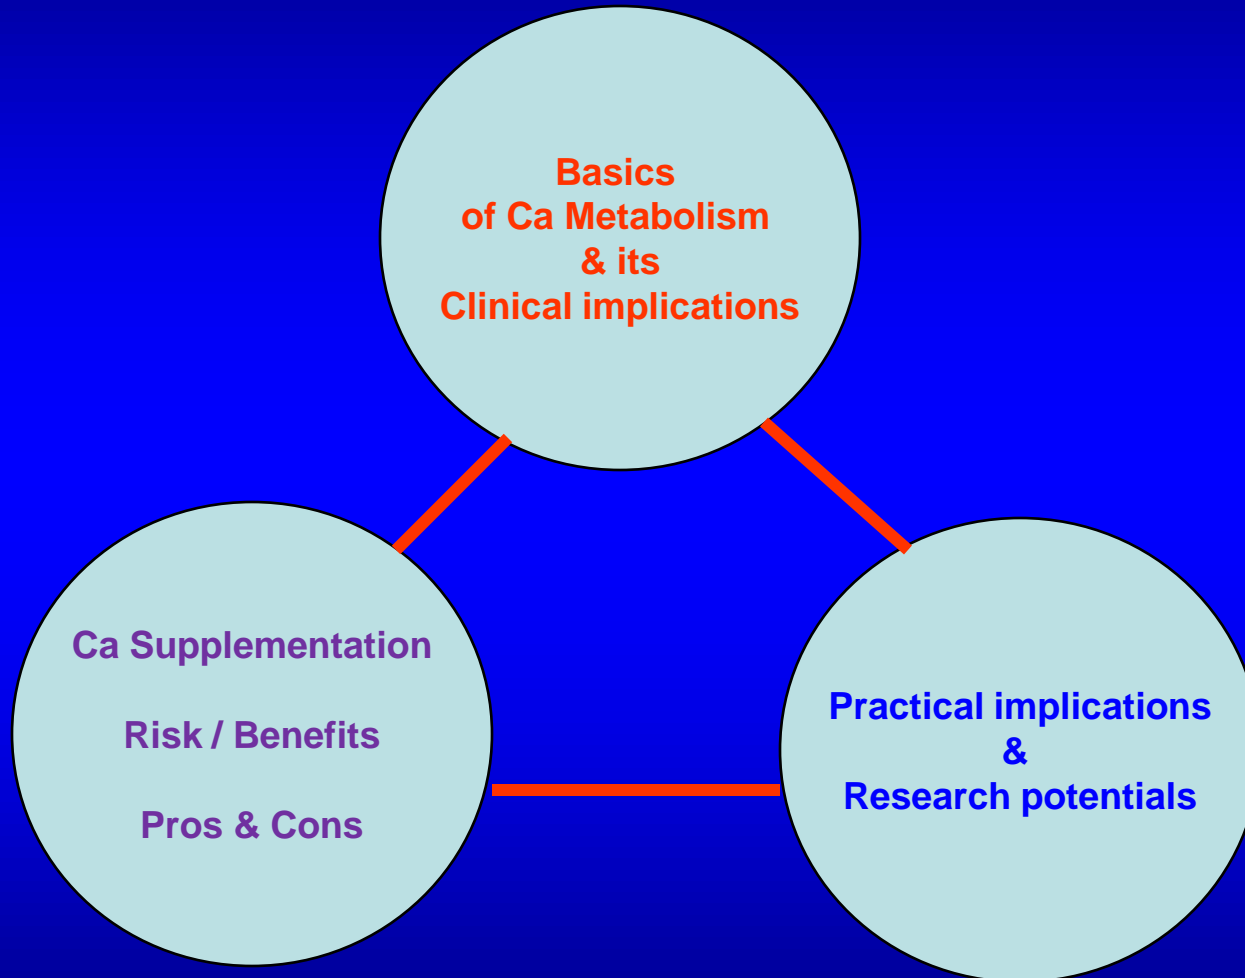 Basics
of Ca Metabolism
& its
Clinical implications
Ca Supplementation
Risk / Benefits
Pros & Cons
Practical implications
&
Research potentials